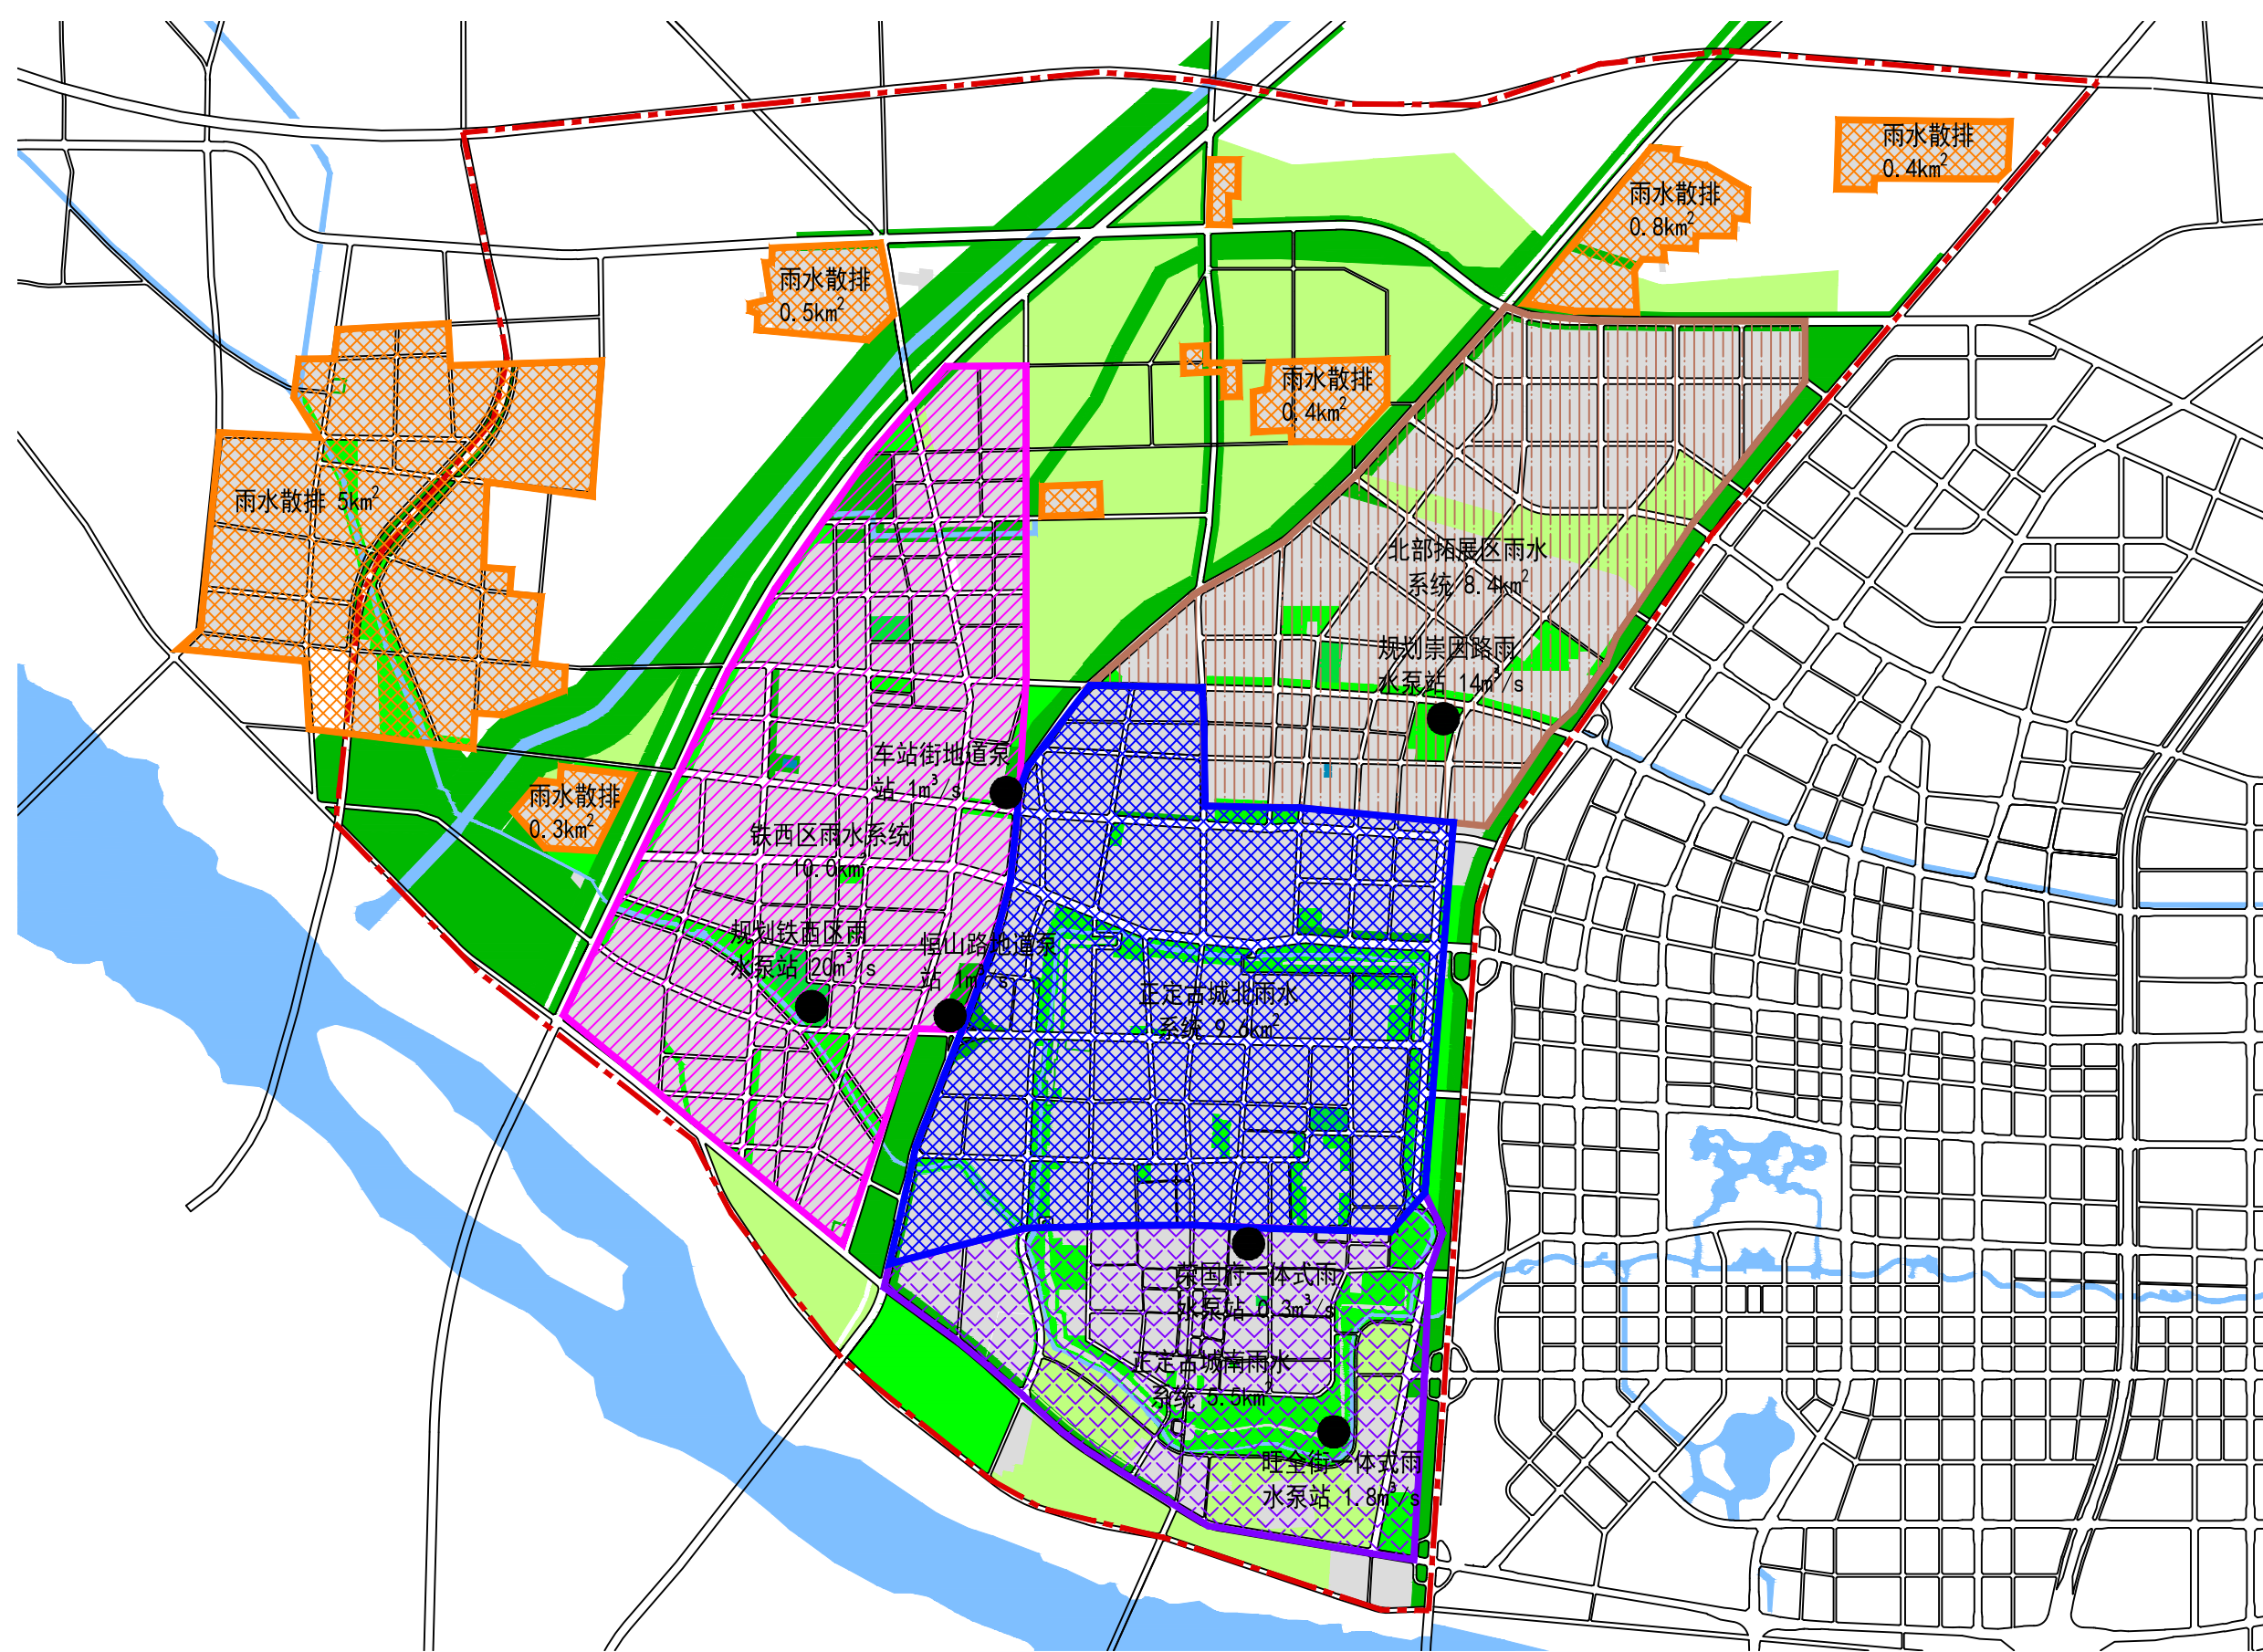 雨水散排
0.4km²
雨水散排
0.8km²
雨水散排
0.5km²
雨水散排
0.4km²
雨水散排 5km²
北部拓展区雨水
系统 8.4km²
规划崇因路雨
水泵站 14m³/s
车站街地道泵
站 1m³/s
雨水散排
0.3km²
铁西区雨水系统
10.0km²
规划铁西区雨
水泵站 20m³/s
恒山路地道泵
站 1m³/s
正定古城北雨水
系统 9.6km²
荣国府一体式雨
水泵站 0.3m³/s
正定古城南雨水
系统 5.5km²
旺全街一体式雨
水泵站 1.8m³/s